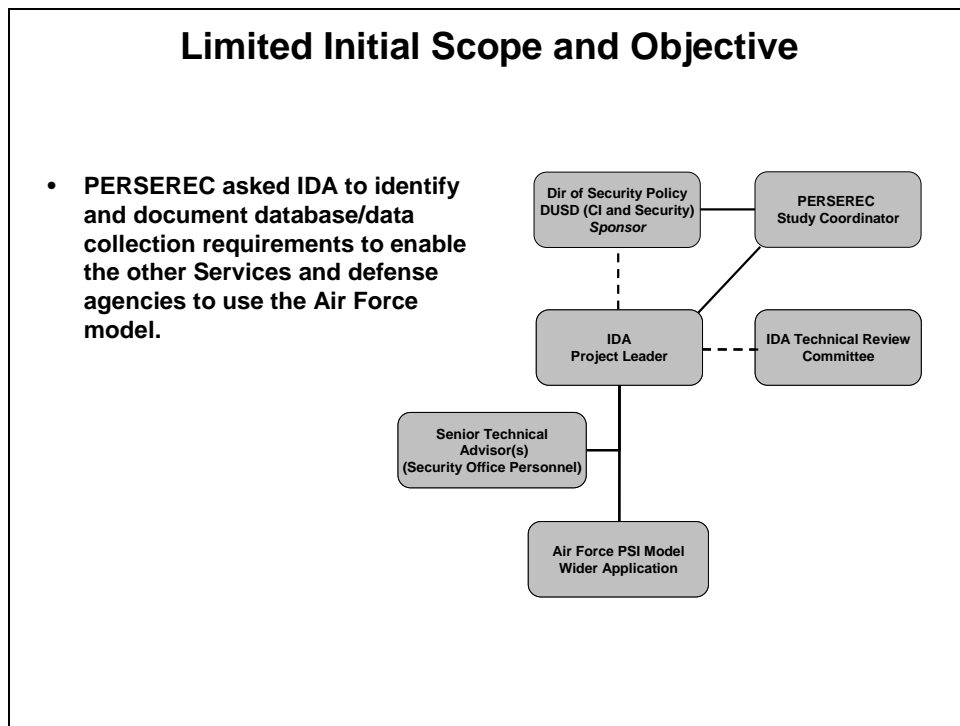 Limited Initial Scope and Objective
• PERSEREC asked IDA to identify
and document database/data
collection requirements to enable
the other Services and defense
agencies to use the Air Force
model.
Dir of Security Policy
DUSD (CI and Security)
Sponsor
PERSEREC
Study Coordinator
IDA
Project Leader
IDA Technical Review
Committee
Senior Technical
Advisor(s)
(Security Office Personnel)
Air Force PSI Model
Wider Application